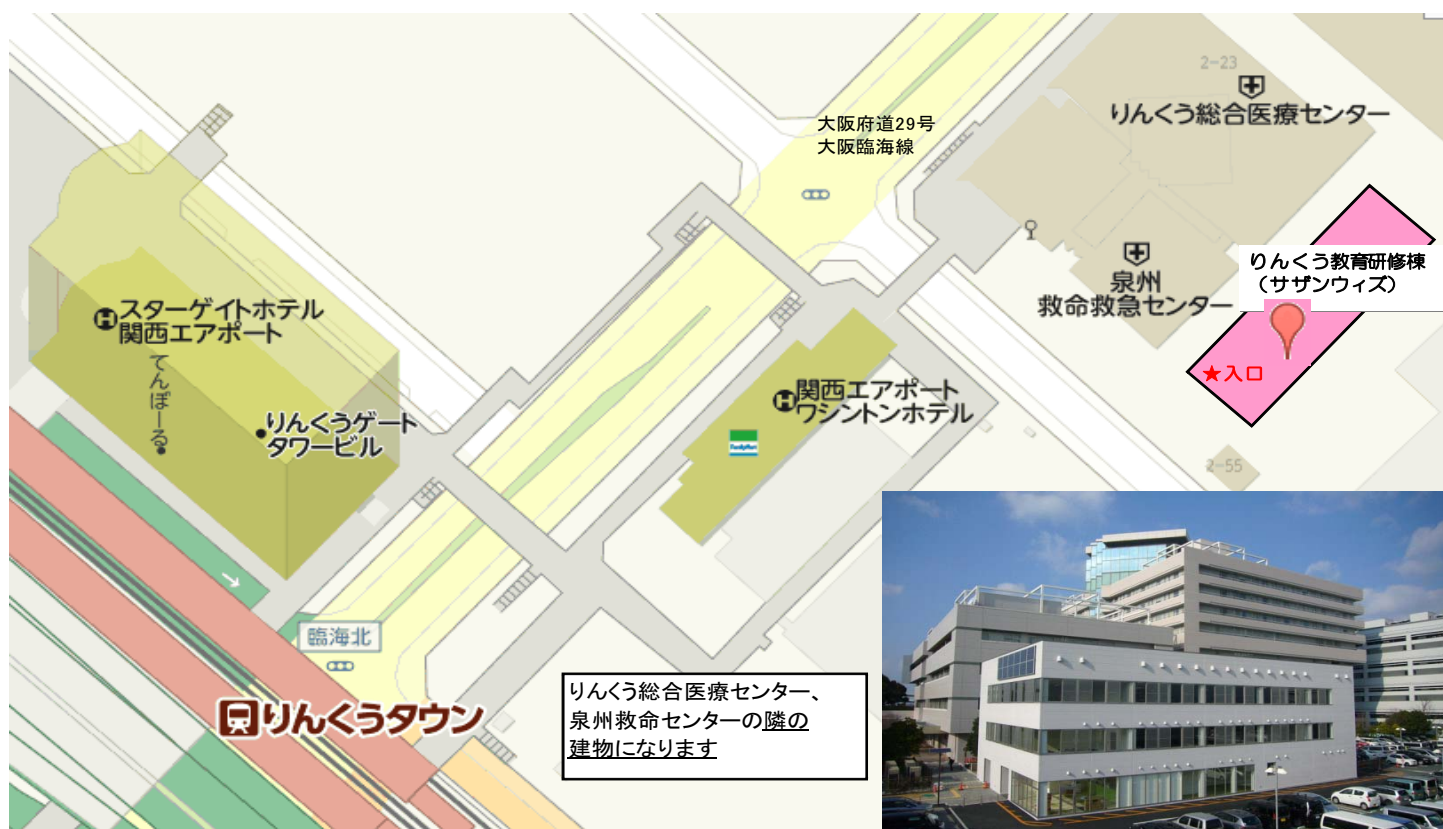 2-23
りんくう総合医療センター
大阪府道29号
大阪臨海線
泉州
救命救急センター
りんくう教育研修棟
（サザンウィズ）
★入口
スターゲイトホテル
関西エアポート
てんぼーる
りんくうゲート
タワービル
関西エアポート
ワシントンホテル
FamilyMart
2-55
臨海北
りんくうタウン
りんくう総合医療センター、
泉州救命センターの隣の
建物になります